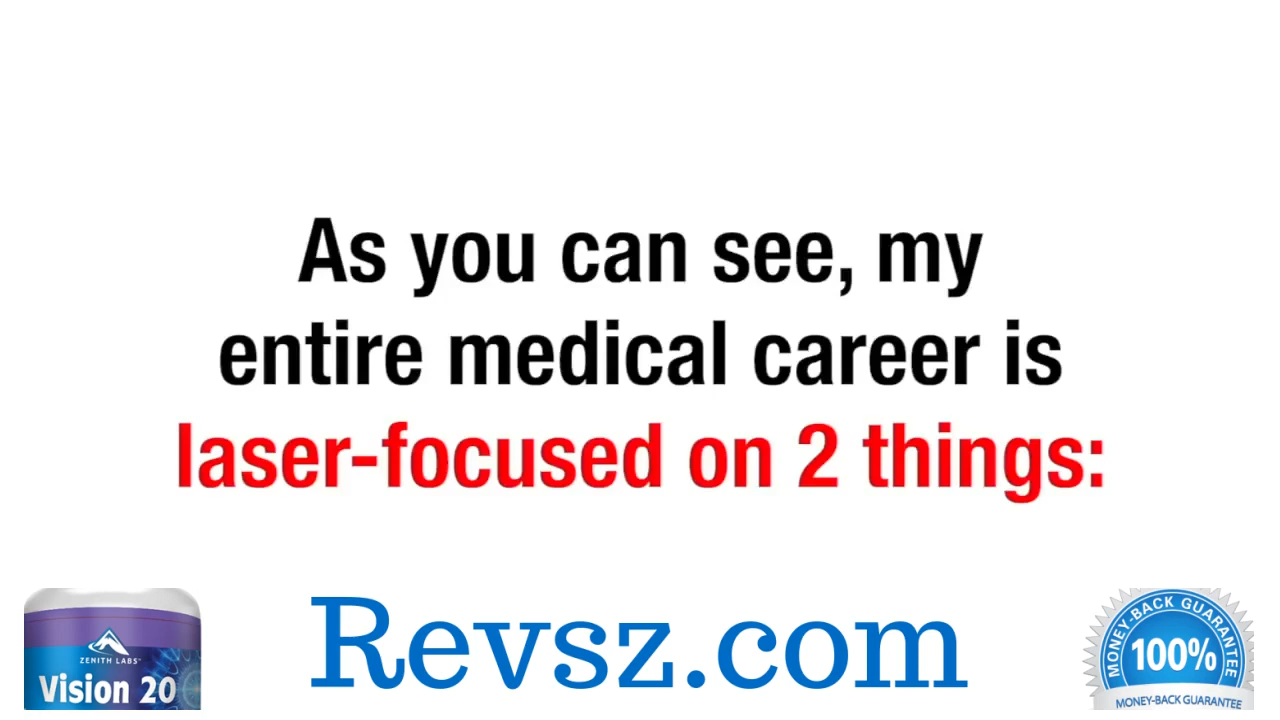 As you can see, my
entire medical career is
laser-focused on 2 things:
ZENITH LABS™
Vision 20
Revsz.com
MONEY-BACK GUARANTEE
100%
MONEY-BACK GUARANTEE